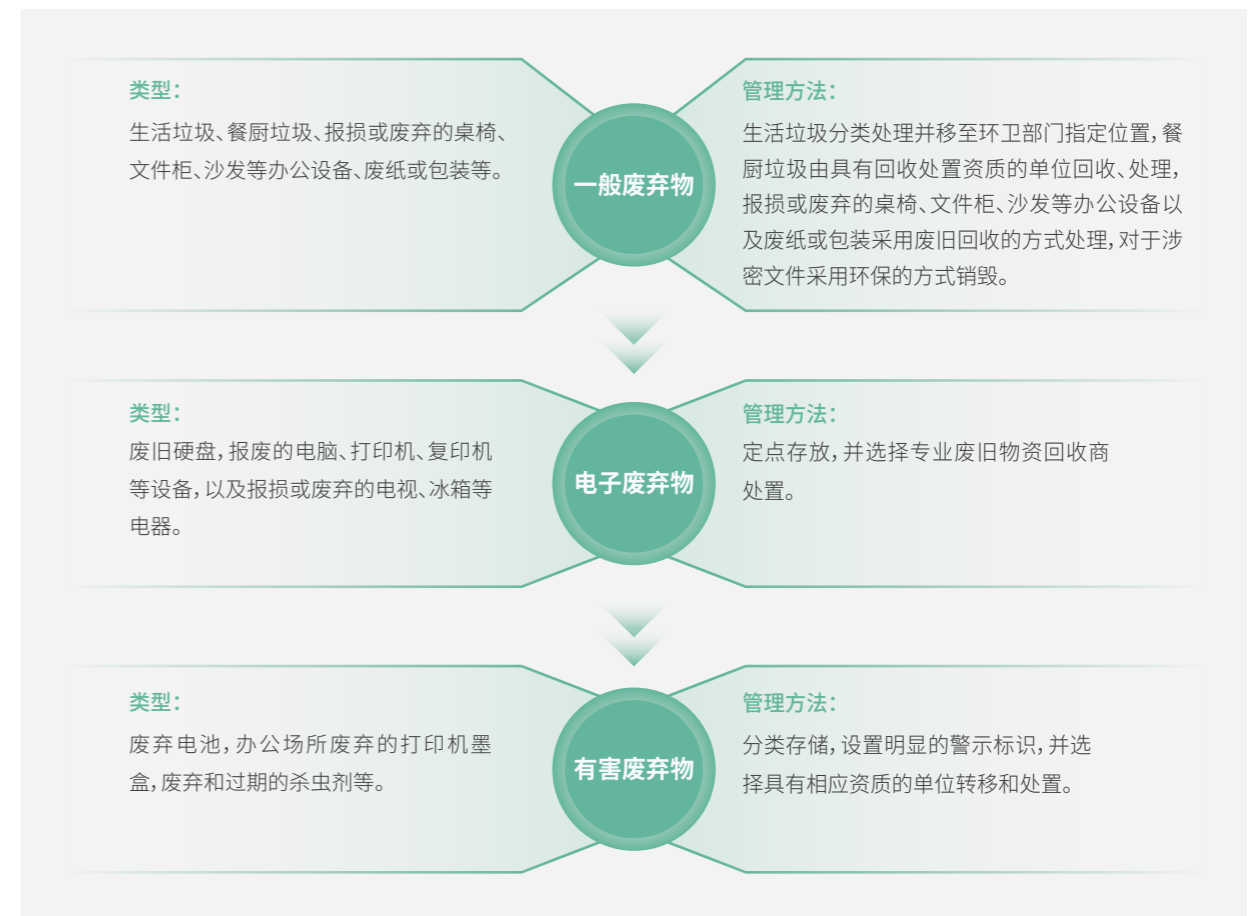 类型：
生活垃圾、餐厨垃圾、报损或废弃的桌椅、
文件柜、沙发等办公设备、废纸或包装等。
一般废弃物
管理方法：
生活垃圾分类处理并移至环卫部门指定位置，餐
厨垃圾由具有回收处置资质的单位回收、处理，
报损或废弃的桌椅、文件柜、沙发等办公设备以
及废纸或包装采用废旧回收的方式处理，对于涉
密文件采用环保的方式销毁。
类型：
废旧硬盘，报废的电脑、打印机、复印机
等设备，以及报损或废弃的电视、冰箱等
电器。
电子废弃物
管理方法：
定点存放，并选择专业废旧物资回收商
处置。
类型：
废弃电池，办公场所废弃的打印机墨
盒，废弃和过期的杀虫剂等。
有害废弃物
管理方法：
分类存储，设置明显的警示标识，并选
择具有相应资质的单位转移和处置。